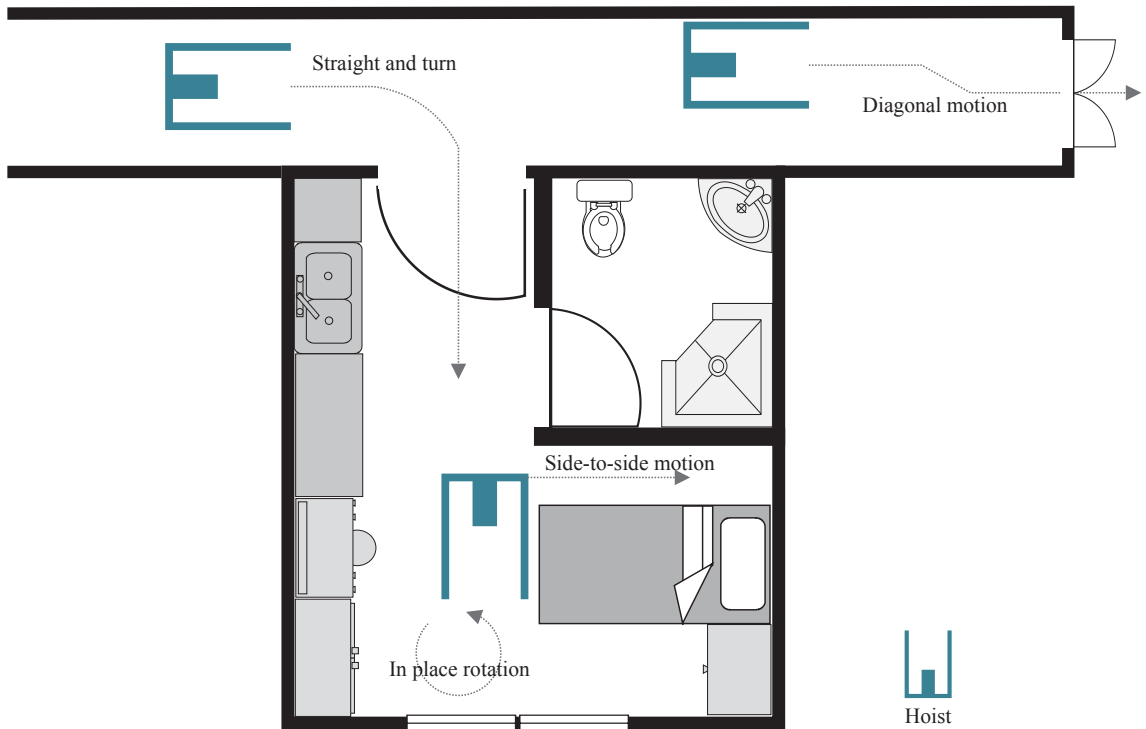 Straight and turn
Diagonal motion
Side-to-side motion
In place rotation
Hoist